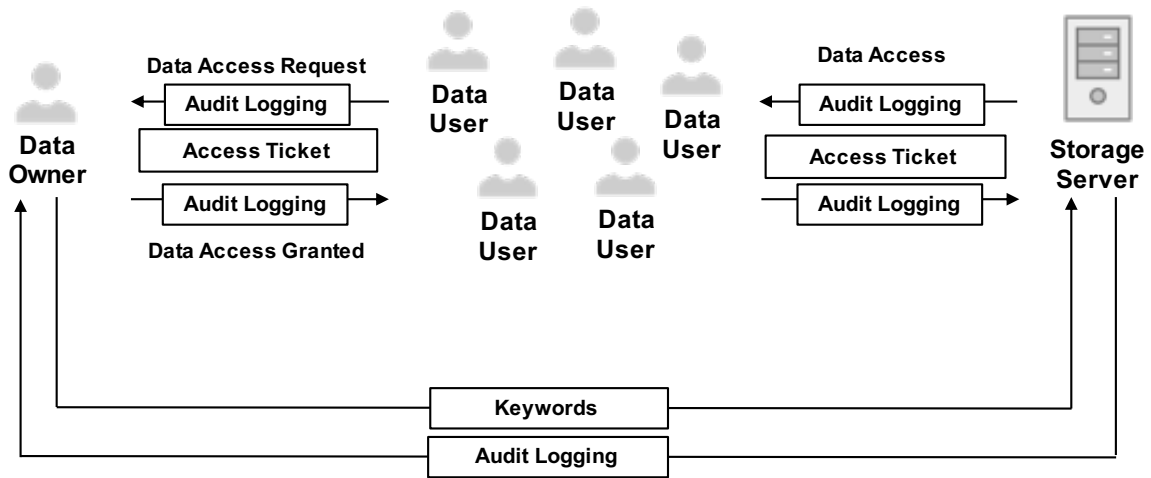 Data Access Request
Audit Logging
Access Ticket
Audit Logging
Data Access Granted
Data
Owner
Data
User
Data
User
Data
User
Data
User
Data
User
Data Access
Audit Logging
Access Ticket
Audit Logging
Storage
Server
Keywords
Audit Logging